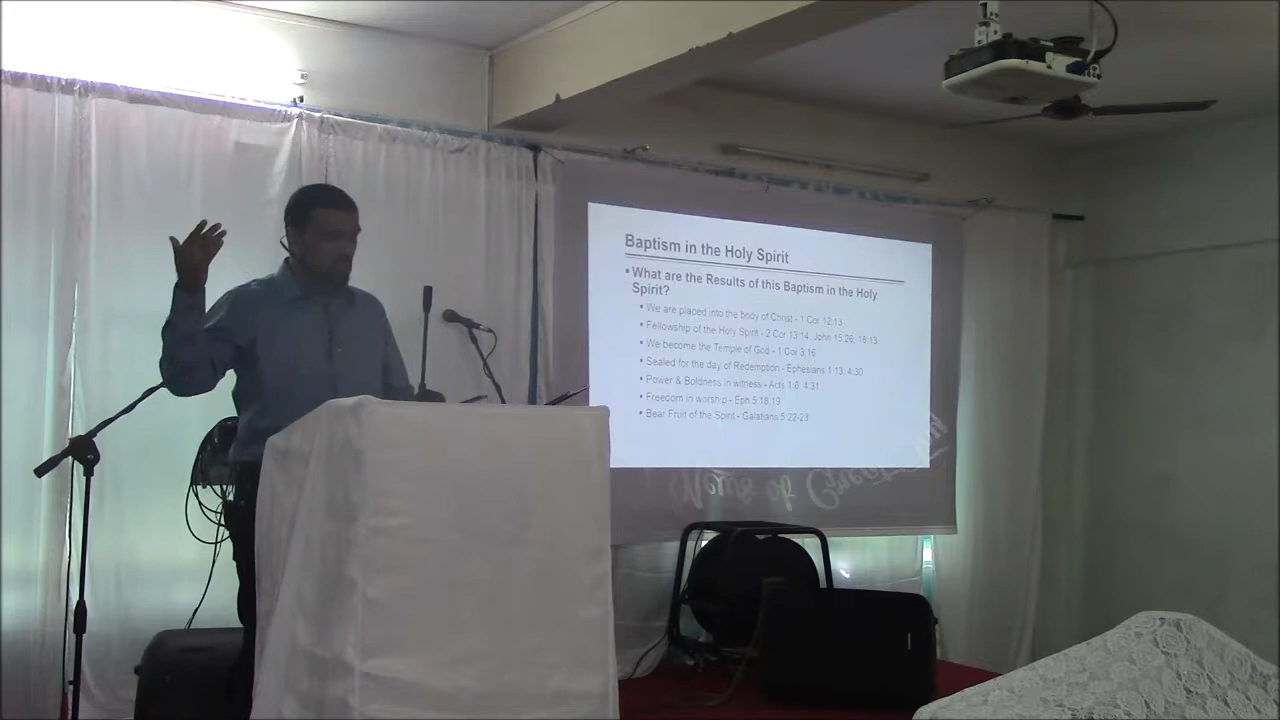 Baptism in the Holy Spirit
• What are the Results of this Baptism in the Holy
Spirit?
• We are placed into the body of Christ - 1 Cor 12:13
• Fellowship of the Holy Spirit - 2 Cor 13:14, John 15:26; 16:13
• We become the Temple of God - 1 Cor 3:16
• Sealed for the day of Redemption - Ephesians 1:13; 4:30
• Power & Boldness in witness - Acts 1:8; 4:31
• Freedom in worship - Eph 5:18,19
• Bear Fruit of the Spirit - Galatians 5:22-23